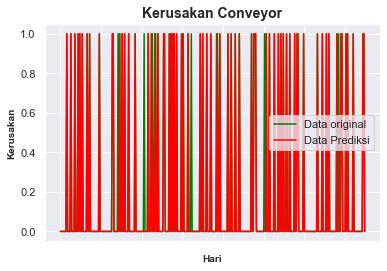 Kerusakan Conveyor
1.0
0.8
0.6
0.4
0.2
0.0
Kerusakan
Data original
Data Prediksi
Hari